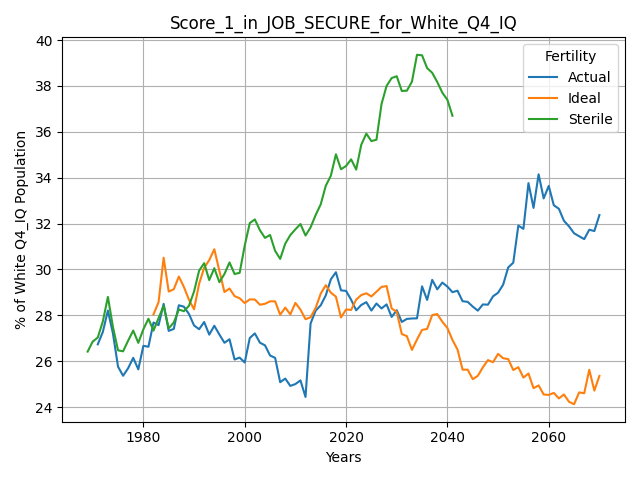 Score_1_in_JOB_SECURE_for_White_Q4_IQ
% of White Q4_IQ Population
40
38
36
34
32
30
28
26
24
Fertility
Actual
Ideal
Sterile
1980
2000
2020
2040
2060
Years